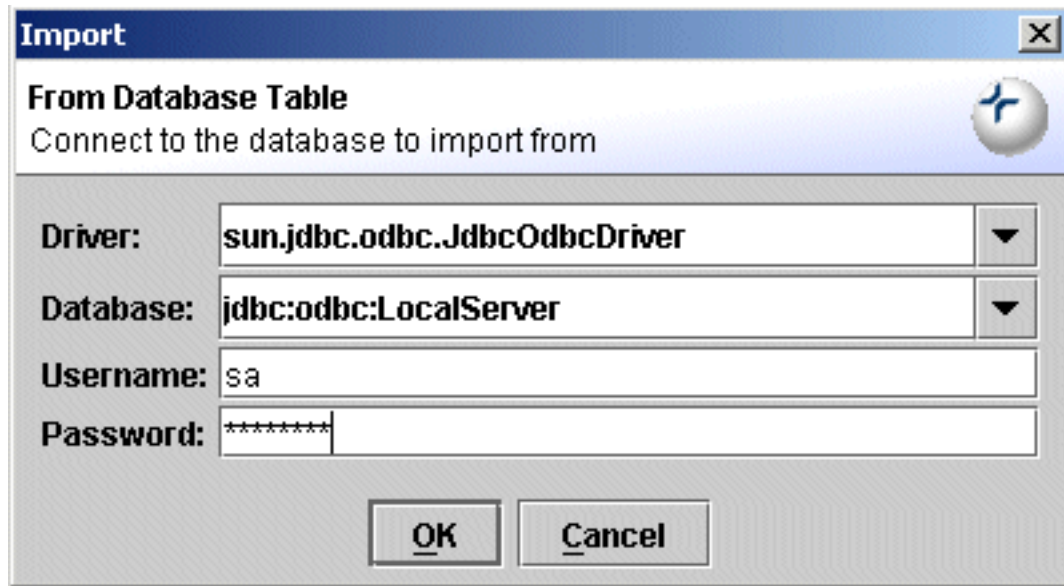 Import
From Database Table
Connect to the database to import from
Driver: sun.jdbc.odbc.JdbcOdbcDriver
Database: jdbc:odbc:LocalServer
Username: sa
Password: ********
OK Cancel